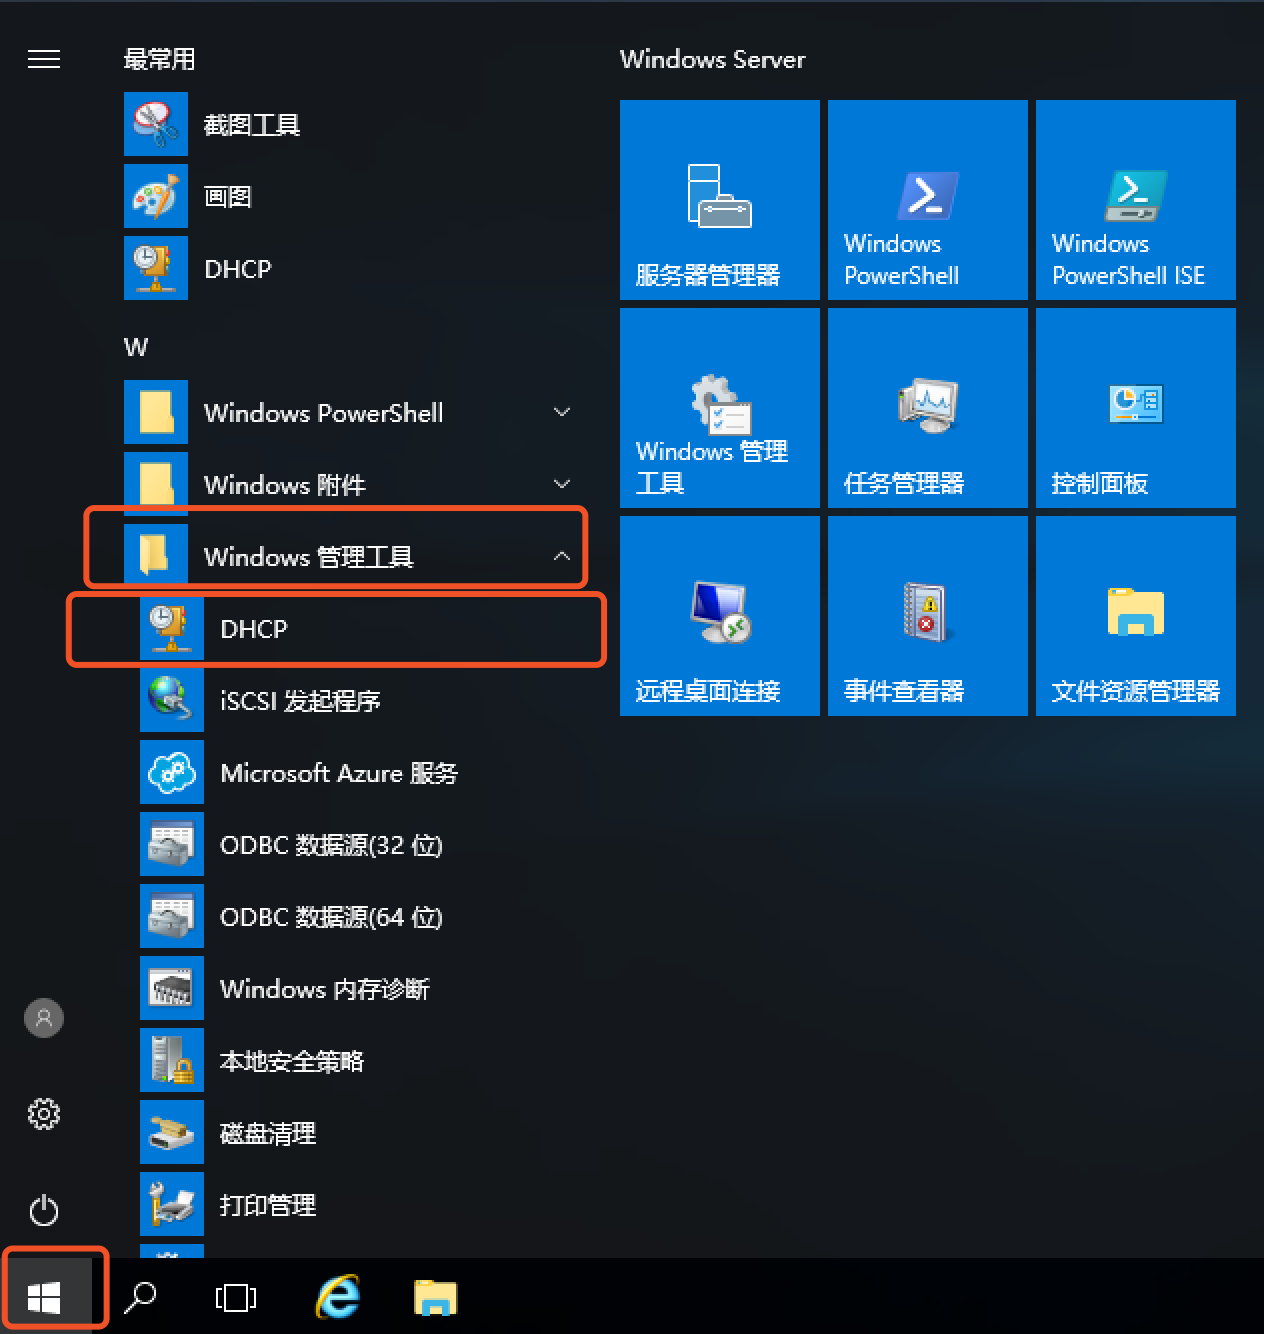 最常用
截图工具
画图
DHCP
W
Windows PowerShell
Windows 附件
Windows 管理工具
DHCP
iSCSI 发起程序
Microsoft Azure 服务
ODBC 数据源(32 位)
ODBC 数据源(64 位)
Windows 内存诊断
本地安全策略
磁盘清理
打印管理
Windows Server
服务器管理器
Windows
PowerShell
Windows
PowerShell ISE
Windows 管理
工具
任务管理器
控制面板
远程桌面连接
事件查看器
文件资源管理器